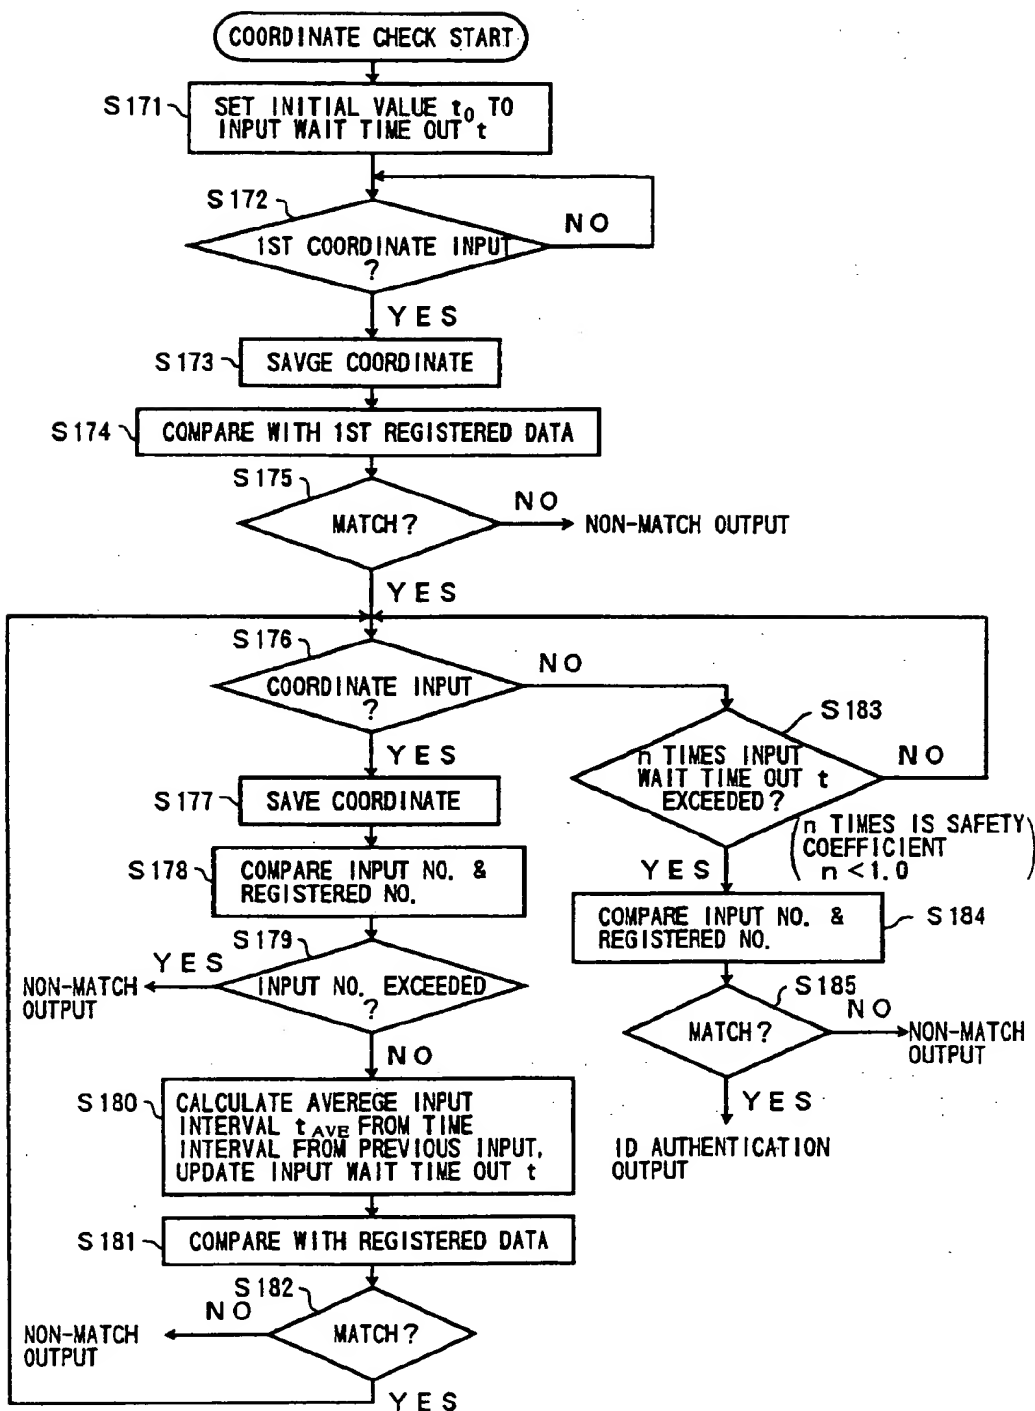 COORDINATE CHECK START
S171
SET INITIAL VALUE t0 TO
INPUT WAIT TIME OUT t
S172
NO
1ST COORDINATE INPUT
?
YES
S173
SAVGE COORDINATE
S174
COMPARE WITH 1ST REGISTERED DATA
S175
NO
MATCH?
NON-MATCH OUTPUT
YES
S176
NO
COORDINATE INPUT
?
YES
S183
n TIMES INPUT
WAIT TIME OUT t
EXCEEDED?
NO
(n TIMES IS SAFETY
COEFFICIENT
n<1.0)
YES
S177
SAVE COORDINATE
S178
COMPARE INPUT NO. &
REGISTERED NO.
S184
COMPARE INPUT NO. &
REGISTERED NO.
S179
YES
INPUT NO. EXCEEDED
?
NON-MATCH
OUTPUT
NO
S185
NO
MATCH?
NON-MATCH
OUTPUT
YES
ID AUTHENTICATION
OUTPUT
S180
CALCULATE AVEREGE INPUT
INTERVAL tAVE FROM TIME
INTERVAL FROM PREVIOUS INPUT,
UPDATE INPUT WAIT TIME OUT t
S181
COMPARE WITH REGISTERED DATA
S182
NO
MATCH?
NON-MATCH
OUTPUT
YES